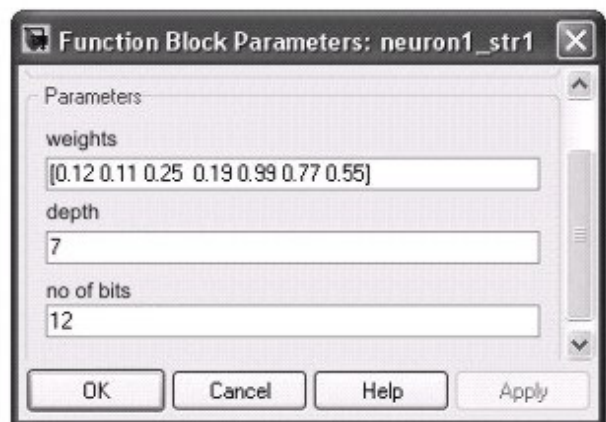 Function Block Parameters: neuron1_str1
Parameters
weights
[0.12 0.11 0.25  0.19 0.99 0.77 0.55]
depth
7
no of bits
12
OK
Cancel
Help
Apply